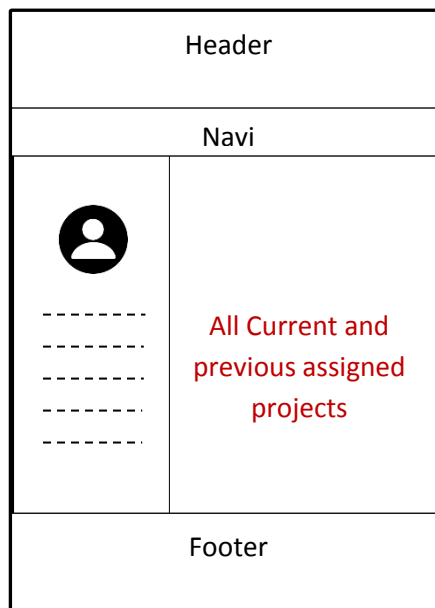 Header
Navi
All Current and
previous assigned
projects
Footer